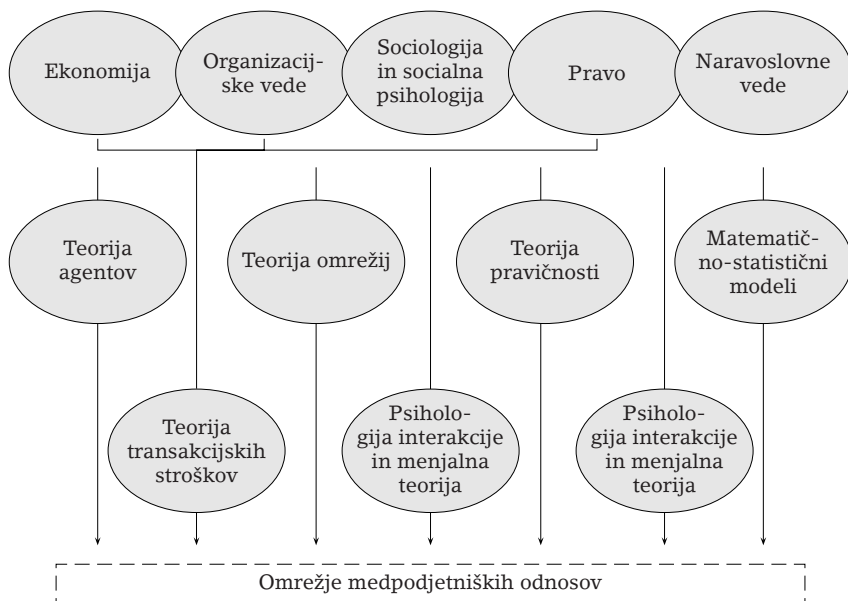 Ekonomija
Organizacij-
ske vede
Sociologija
in socialna
psihologija
Pravo
Naravoslovne
vede
Teorija
agentov
Teorija omrežij
Teorija
pravičnosti
Matematič-
no-statistični
modeli
Teorija
transakcijskih
stroškov
Psiholo-
gija interakcije
in menjalna
teorija
Psiholo-
gija interakcije
in menjalna
teorija
Omrežje medpodjetniških odnosov